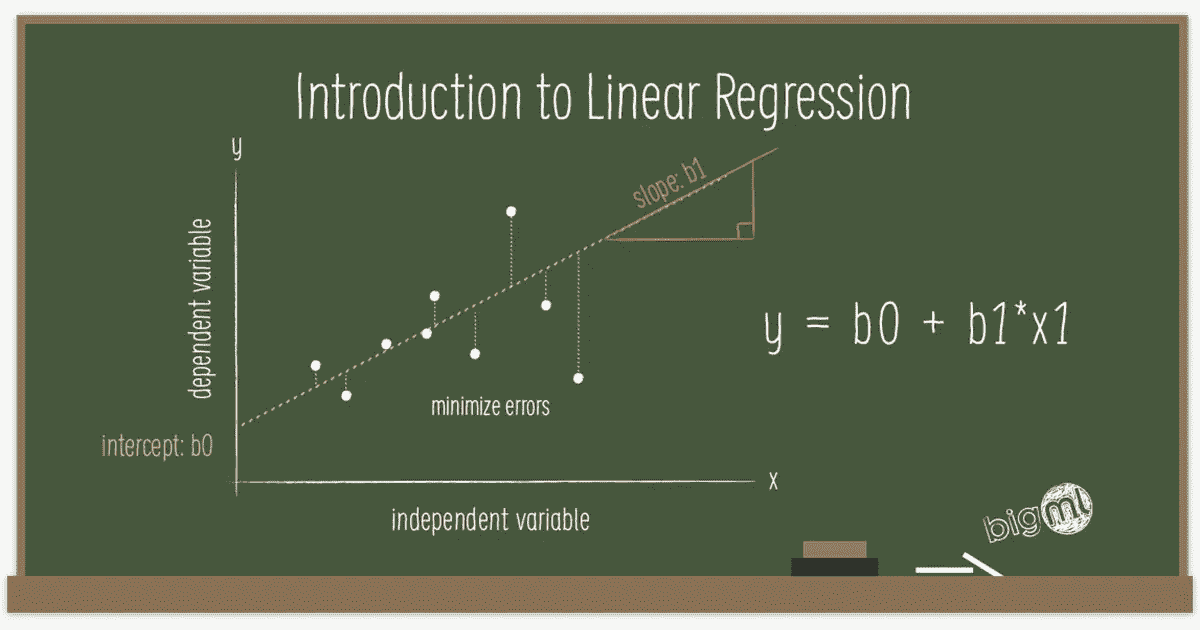 Introduction to Linear Regression
y
dependent variable
slope: b1
y = b0 + b1*x1
minimize errors
intercept: b0
x
independent variable
bigml